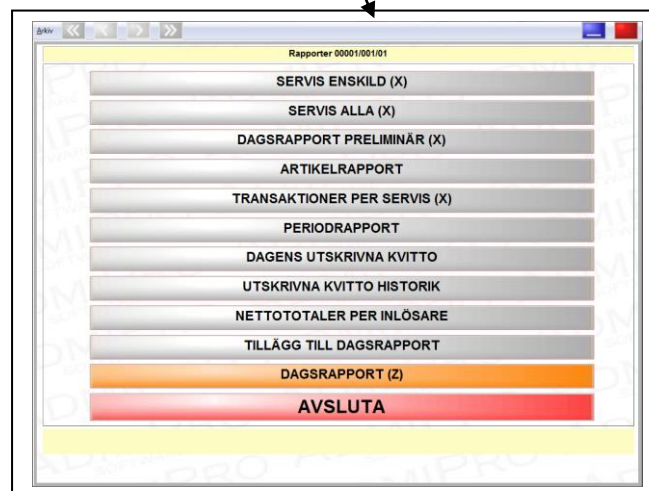 Arkiv
Rapporter 00001/001/01
SERVIS ENSKILD (X)
SERVIS ALLA (X)
DAGSRAPPORT PRELIMINÄR (X)
ARTIKELRAPPORT
TRANSAKTIONER PER SERVIS (X)
PERIODRAPPORT
DAGENS UTSKRIVNA KVITTO
UTSKRIVNA KVITTO HISTORIK
NETTOTOTALER PER INLÖSARE
TILLÄGG TILL DAGSRAPPORT
DAGSRAPPORT (Z)
AVSLUTA